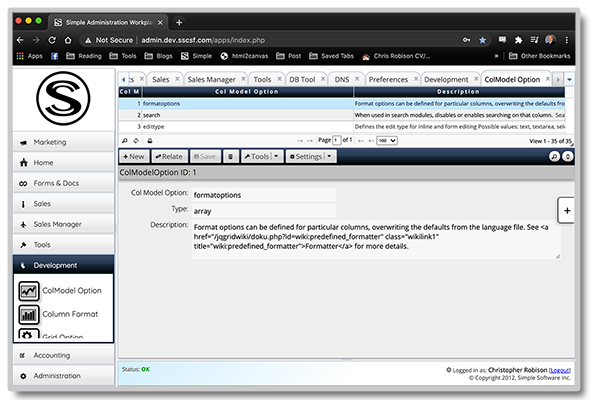 Simple Administration Workpla
Not Secure | admin.dev.sscsf.com/apps/index.php
Apps Reading Tools Blogs Simple html2canvas Post Saved Tabs Chris Robison CV/... » Other Bookmarks
S
Marketing
Home
Forms & Docs
Sales
Sales Manager
Tools
Development
ColModel Option
Column Format
Grid Option
Accounting
Administration
Sales Sales Manager Tools DB Tool DNS Preferences Development ColModel Option
Col M Col Model Option Description
1 formatoptions Format options can be defined for particular columns, overwriting the defaults fro
2 search When used in search modules, disables or enables searching on that column. Sea
3 edittype Defines the edit type for inline and form editing Possible values: text, textarea, sele
Page 1 of 1 100 View 1 - 35 of 35
New Relate Save Tools Settings
ColModelOption ID: 1
Col Model Option: formatoptions
Type: array
Description: Format options can be defined for particular columns, overwriting the defaults from the language file. See <a
href="/jqgridwiki/doku.php?id=wiki:predefined_formatter" class="wikilink1"
title="wiki:predefined_formatter">Formatter</a> for more details.
+
Status: OK
Logged in as: Christopher Robison [Logout]
© Copyright 2012, Simple Software Inc.